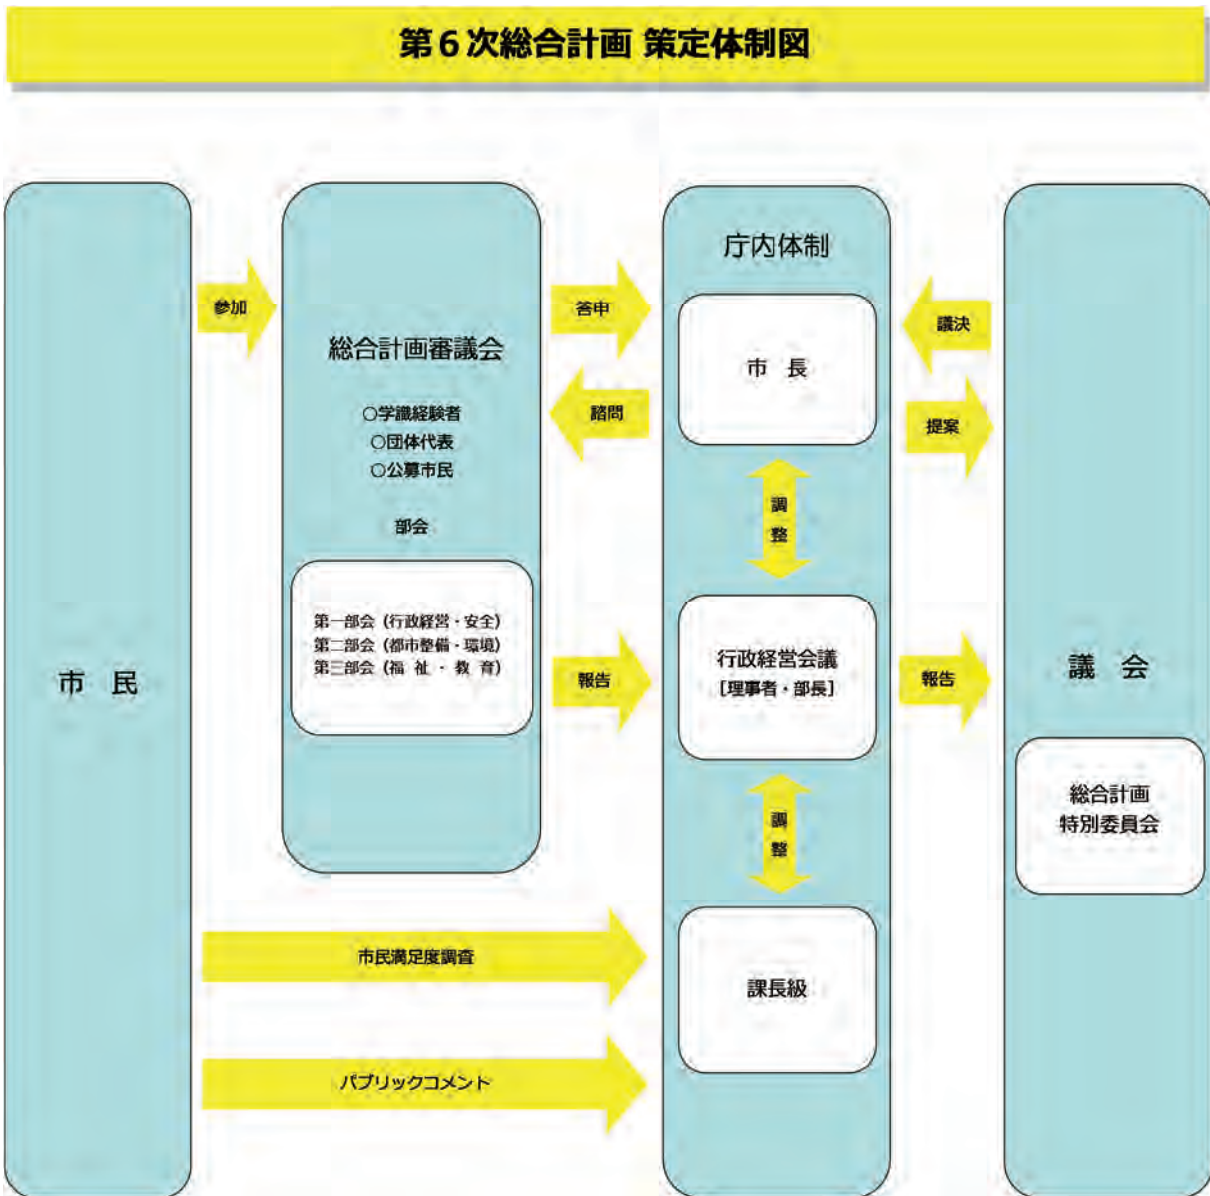 第6次総合計画 策定体制図
市 民
参加
総合計画審議会
○学識経験者
○団体代表
○公募市民
部会
第一部会（行政経営・安全）
第二部会（都市整備・環境）
第三部会（福 祉 ・ 教 育）
答申
諮問
報告
市民満足度調査
パブリックコメント
庁内体制
市 長
調
整
行政経営会議
［理事者・部長］
調
整
課長級
議決
提案
報告
議 会
総合計画
特別委員会